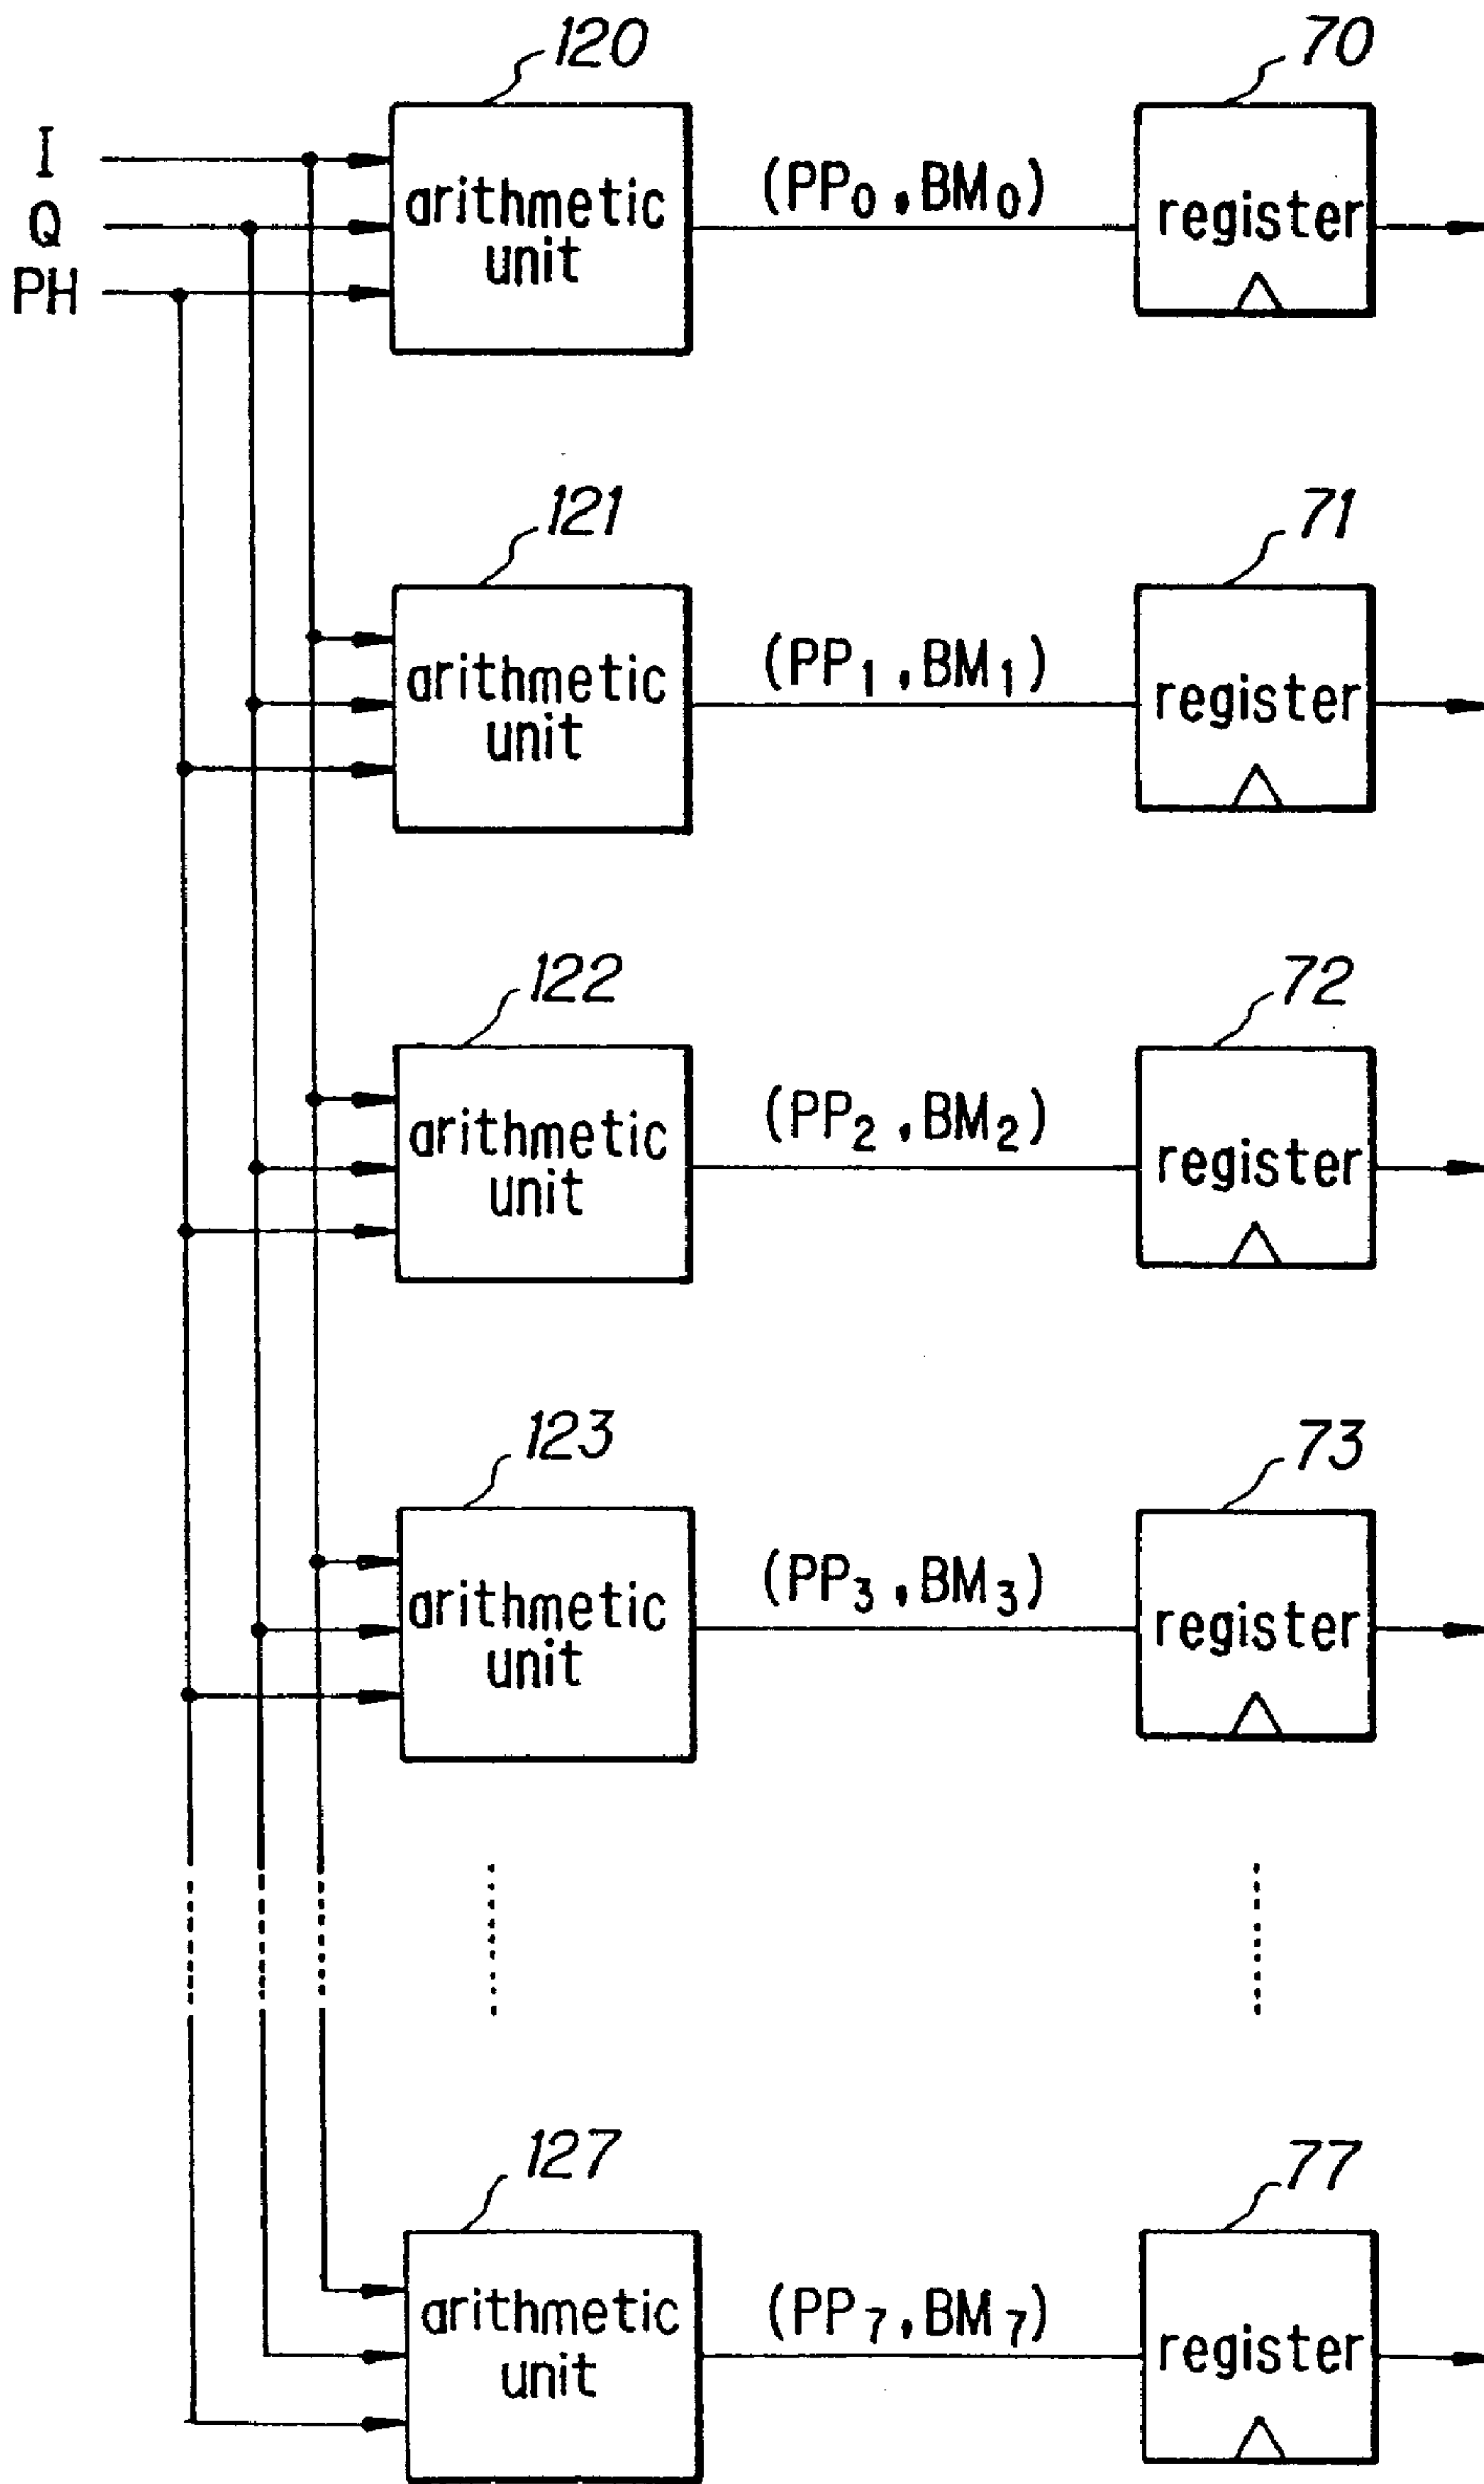 120
70
I
Q
PH
arithmetic
unit
(PP₀, BM₀)
register
121
71
arithmetic
unit
(PP₁, BM₁)
register
122
72
arithmetic
unit
(PP₂, BM₂)
register
123
73
arithmetic
unit
(PP₃, BM₃)
register
127
77
arithmetic
unit
(PP₇, BM₇)
register